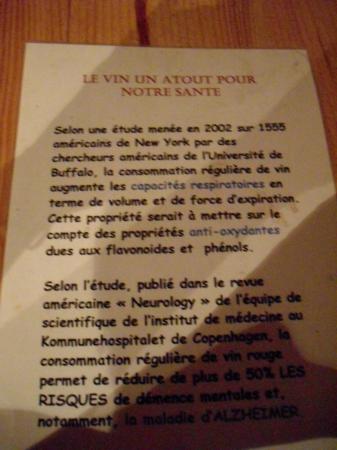 LE VIN UN ATOUT POUR
NOTRE SANTE
Selon une étude menée en 2002 sur 1555
américains de New York par des
chercheurs américains de l'Université de
Buffalo, la consommation régulière de vin
augmente les capacités respiratoires en
terme de volume et de force d'expiration.
Cette propriété serait à mettre sur le
compte des propriétés anti-oxydantes
dues aux flavonoides et phénols.
Selon l'étude, publié dans le revue
américaine « Neurology » de l'équipe de
scientifique de l'institut de médecine au
Kommunehospitalet de Copenhagen, la
consommation régulière de vin rouge
permet de réduire de plus de 50% LES
RISQUES de démence mentales et,
notamment, la maladie d'ALZHEIMER